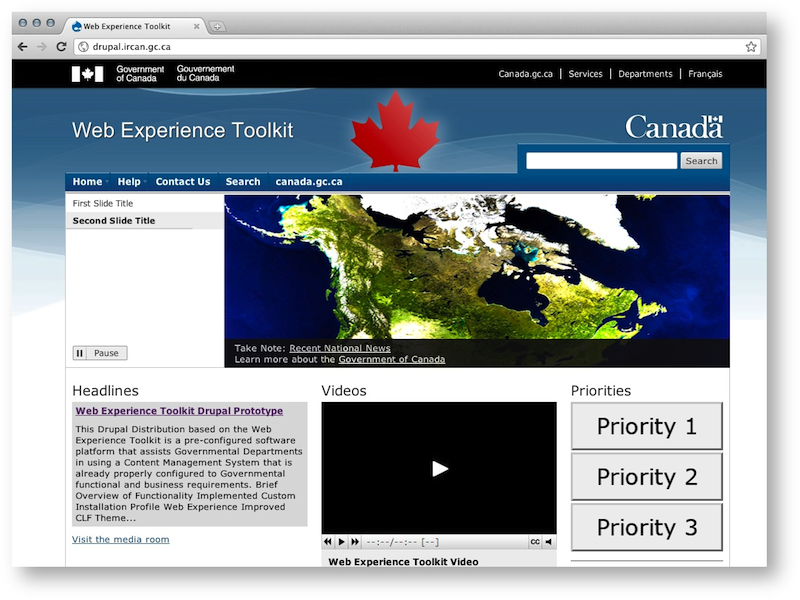 Web Experience Toolkit
drupal.ircan.gc.ca
Government of Canada
Gouvernement du Canada
Canada.gc.ca | Services | Departments | Français
Web Experience Toolkit
Canada
Search
Home Help Contact Us Search canada.gc.ca
First Slide Title
Second Slide Title
Pause
Take Note: Recent National News
Learn more about the Government of Canada
Headlines
Web Experience Toolkit Drupal Prototype
This Drupal Distribution based on the Web
Experience Toolkit is a pre-configured software
platform that assists Governmental Departments
in using a Content Management System that is
already properly configured to Governmental
functional and business requirements. Brief
Overview of Functionality Implemented Custom
Installation Profile Web Experience Improved
CLF Theme...
Visit the media room
Videos
--:--/--:-- [--]
CC
Web Experience Toolkit Video
Priorities
Priority 1
Priority 2
Priority 3